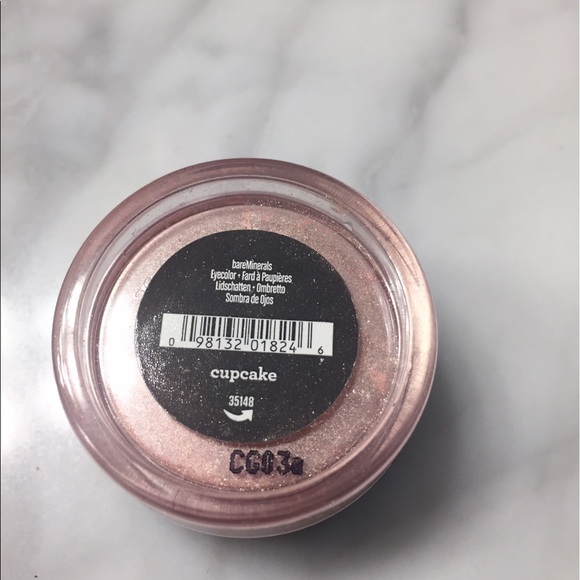 bareMinerals
Eyecolor • Fard à Paupières
Lidschatten • Ombretto
Sombra de Ojos
0 98132 01824 6
cupcake
35148
CG03a